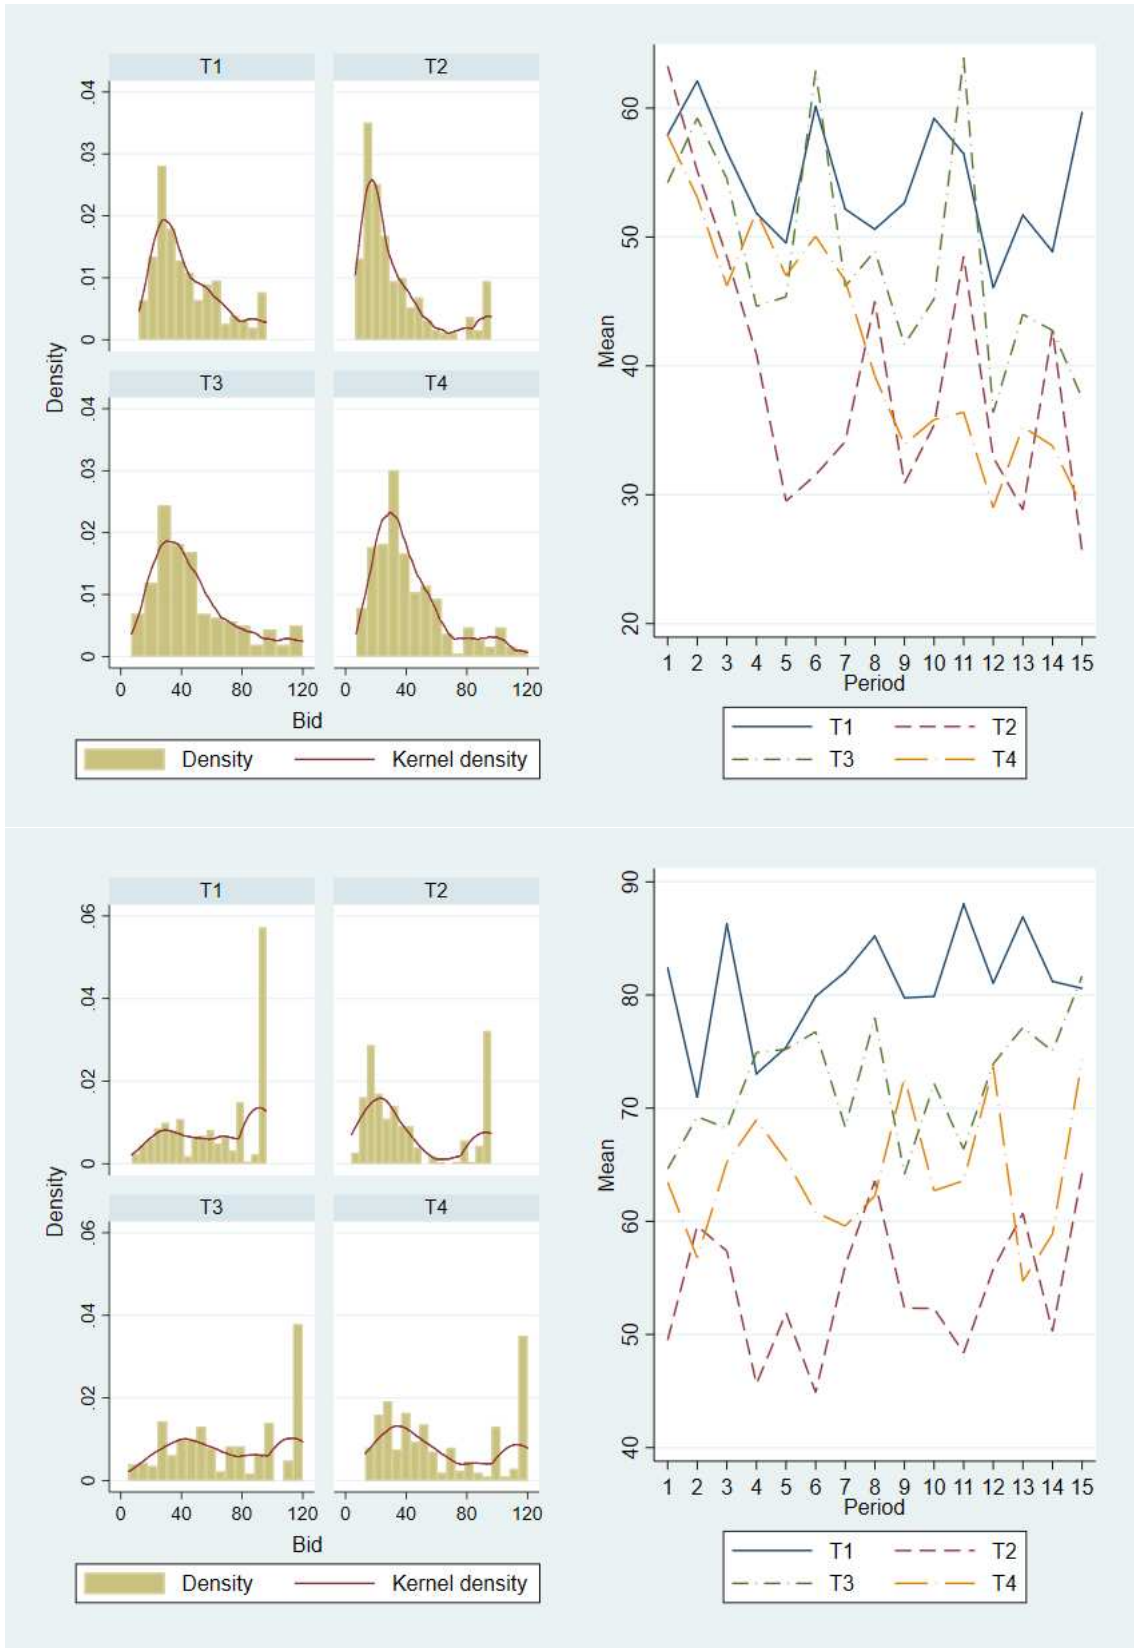 T1 T2
.04
.03
.02
.01
0
T3 T4
.04
.03
.02
.01
0
Density
0 40 80 120 0 40 80 120
Bid
Density Kernel density
60
50
40
30
20
Mean
1 2 3 4 5 6 7 8 9 10 11 12 13 14 15
Period
T1 T2
T3 T4
T1 T2
.06
.04
.02
0
T3 T4
.06
.04
.02
0
Density
0 40 80 120 0 40 80 120
Bid
Density Kernel density
90
80
70
60
50
40
Mean
1 2 3 4 5 6 7 8 9 10 11 12 13 14 15
Period
T1 T2
T3 T4